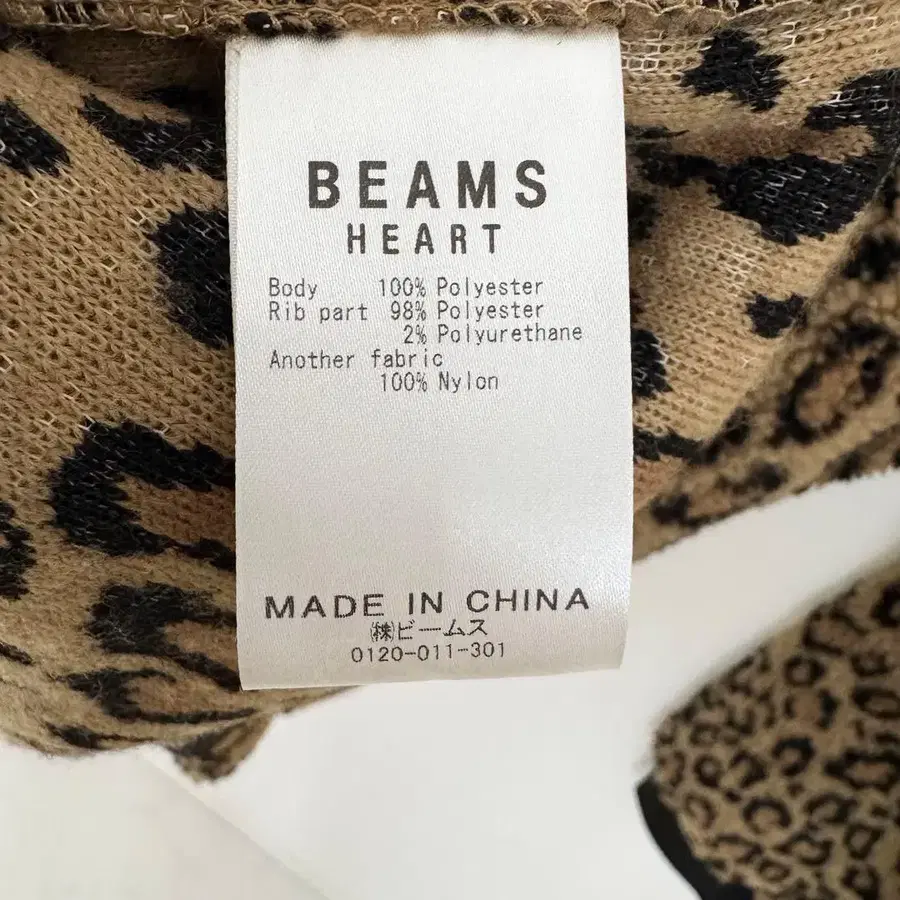 BEAMS
HEART
Body 100% Polyester
Rib part 98% Polyester
2% Polyurethane
Another fabric
100% Nylon
MADE IN CHINA
㈱ビームス
0120-011-301